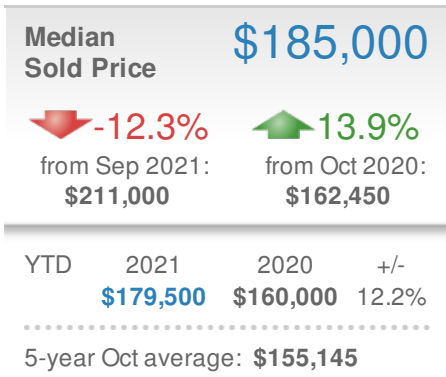 Median $185,000
Sold Price
-12.3% 13.9%
from Sep 2021: from Oct 2020:
$211,000 $162,450
YTD 2021 2020 +/-
$179,500 $160,000 12.2%
5-year Oct average: $155,145